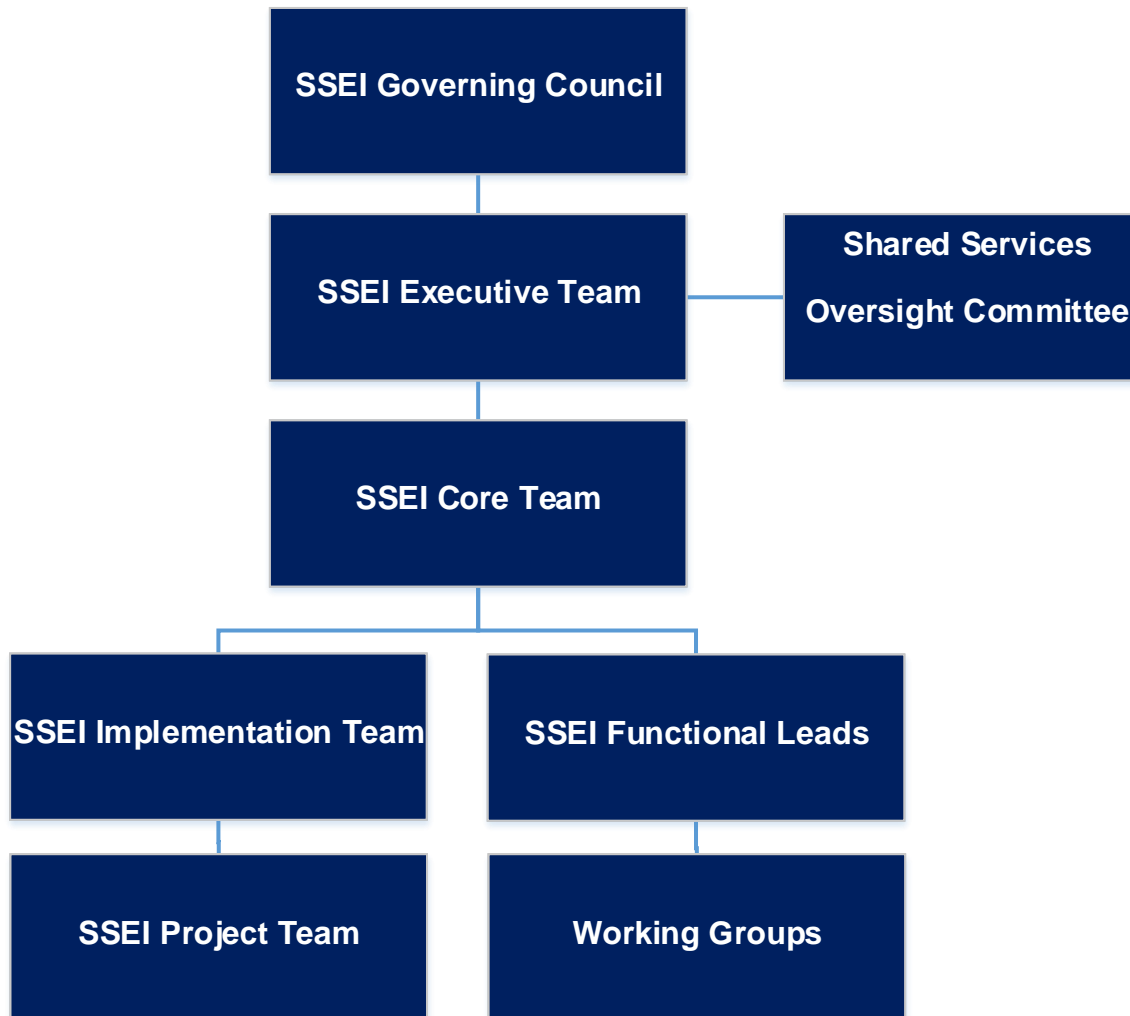 SSEI Governing Council
SSEI Executive Team
Shared Services
Oversight Committee
SSEI Core Team
SSEI Implementation Team
SSEI Functional Leads
SSEI Project Team
Working Groups